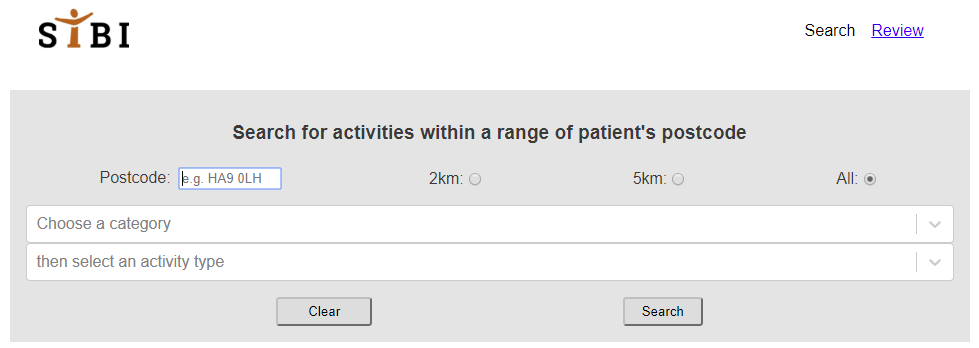 SiBI
Search Review
Search for activities within a range of patient's postcode
Postcode: e.g. HA9 0LH 2km: 5km: All:
Choose a category
then select an activity type
Clear Search